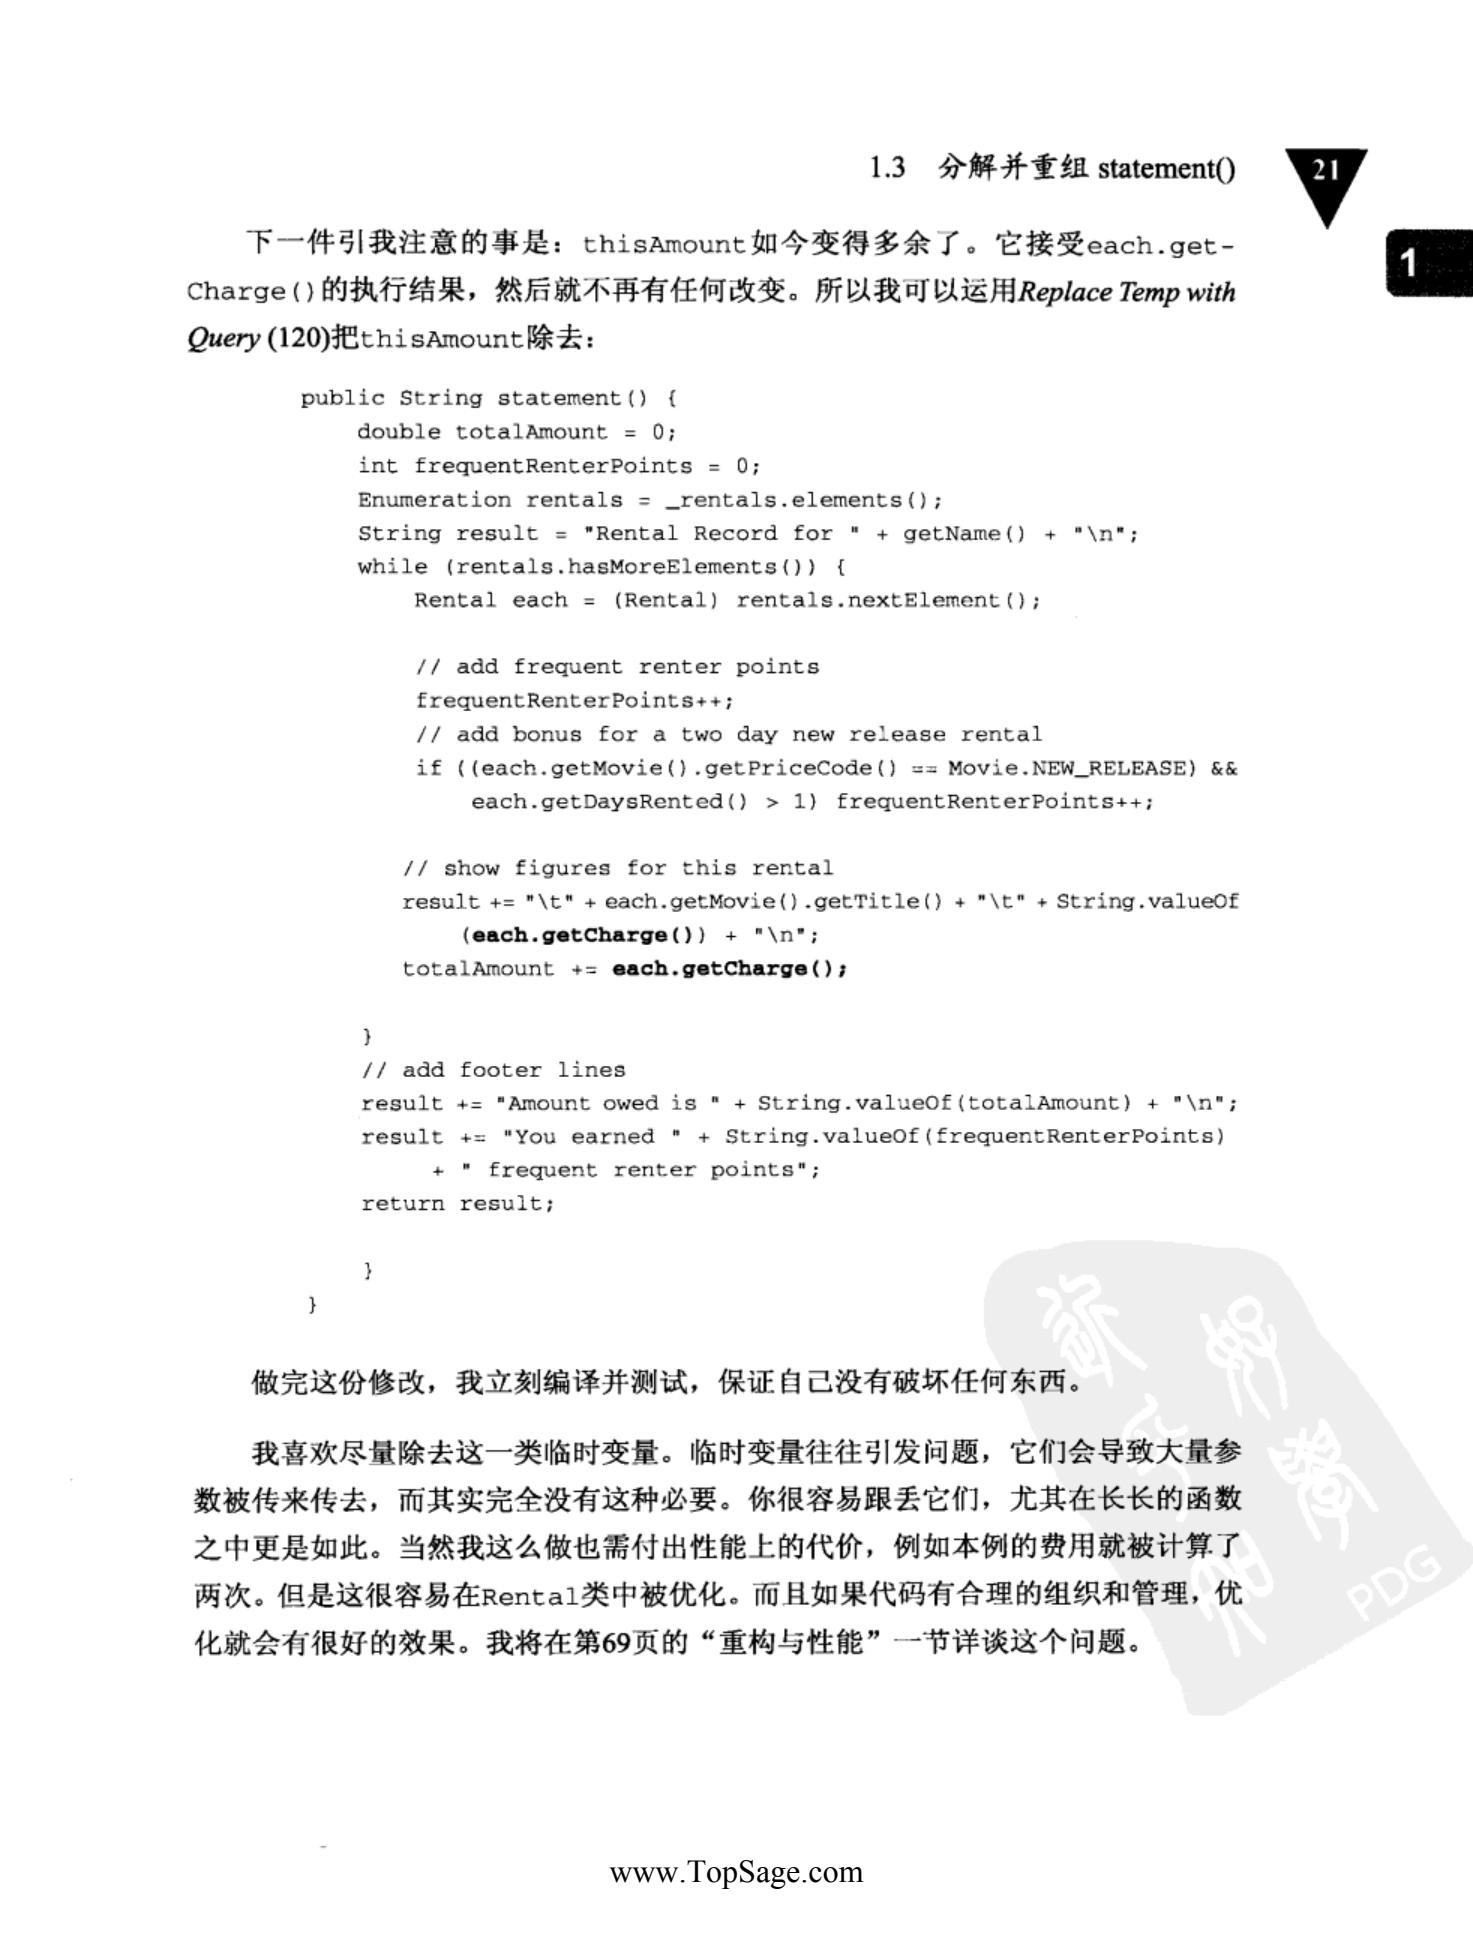 1.3 分解并重组 statement() 21
1
下一件引我注意的事是：thisAmount如今变得多余了。它接受each.get-
Charge()的执行结果，然后就不再有任何改变。所以我可以运用Replace Temp with
Query (120)把thisAmount除去：
public String statement() {
double totalAmount = 0;
int frequentRenterPoints = 0;
Enumeration rentals = _rentals.elements();
String result = "Rental Record for " + getName() + "\n";
while (rentals.hasMoreElements()) {
Rental each = (Rental) rentals.nextElement();
// add frequent renter points
frequentRenterPoints++;
// add bonus for a two day new release rental
if ((each.getMovie().getPriceCode() == Movie.NEW_RELEASE) &&
each.getDaysRented() > 1) frequentRenterPoints++;
// show figures for this rental
result += "\t" + each.getMovie().getTitle() + "\t" + String.valueOf
(each.getCharge()) + "\n";
totalAmount += each.getCharge();
}
// add footer lines
result += "Amount owed is " + String.valueOf(totalAmount) + "\n";
result += "You earned " + String.valueOf(frequentRenterPoints)
+ " frequent renter points";
return result;
}
}
做完这份修改，我立刻编译并测试，保证自己没有破坏任何东西。
我喜欢尽量除去这一类临时变量。临时变量往往引发问题，它们会导致大量参
数被传来传去，而其实完全没有这种必要。你很容易跟丢它们，尤其在长长的函数
之中更是如此。当然我这么做也需付出性能上的代价，例如本例的费用就被计算了
两次。但是这很容易在Rental类中被优化。而且如果代码有合理的组织和管理，优
化就会有很好的效果。我将在第69页的“重构与性能”一节详谈这个问题。
PDG
www.TopSage.com